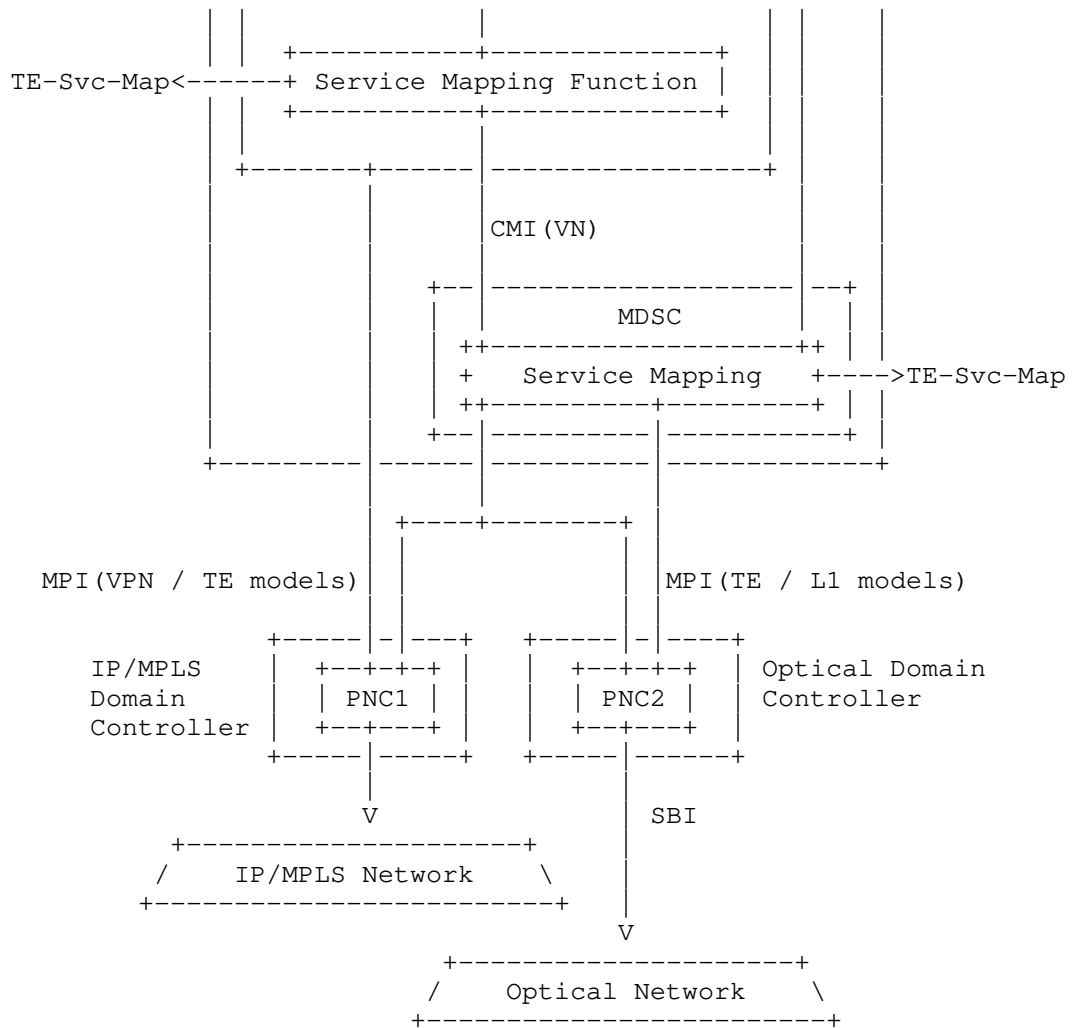 TE-Svc-Map
Service Mapping Function
CMI(VN)
MDSC
Service Mapping
TE-Svc-Map
MPI(VPN / TE models)
MPI(TE / L1 models)
IP/MPLS
Domain
Controller
PNC1
PNC2
Optical Domain
Controller
V
SBI
IP/MPLS Network
V
Optical Network